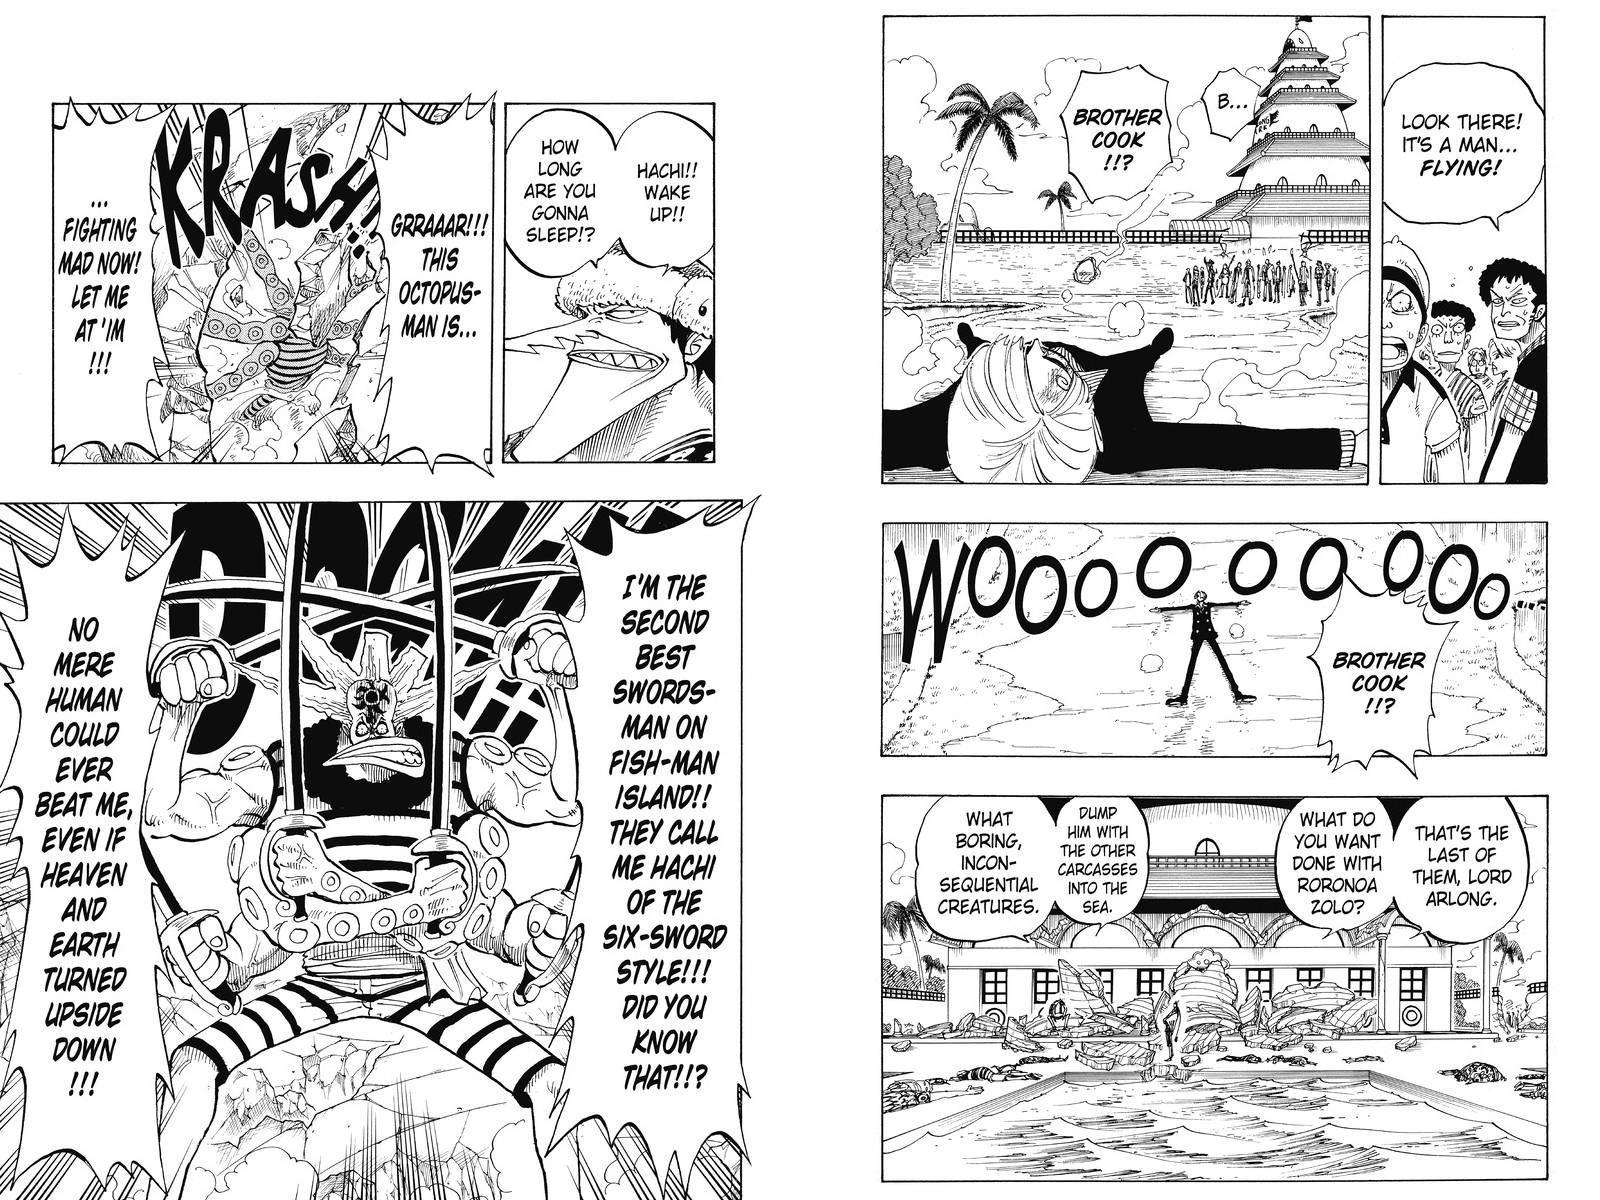 LOOK THERE!
IT'S A MAN...
FLYING!
B...
BROTHER
COOK
!!?
WOOOOOOOOOO
BROTHER
COOK
!!?
THAT'S THE
LAST OF
THEM, LORD
ARLONG.
WHAT DO
YOU WANT
DONE WITH
RORONOA
ZOLO?
DUMP
HIM WITH
THE OTHER
CARCASSES
INTO THE
SEA.
WHAT
BORING,
INCON-
SEQUENTIAL
CREATURES.
HACHI!!
WAKE
UP!!
HOW
LONG
ARE YOU
GONNA
SLEEP!?
KRASH!
GRRAAAR!!!
THIS
OCTOPUS-
MAN IS...
...
FIGHTING
MAD NOW!
LET ME
AT 'IM
!!!
I'M THE
SECOND
BEST
SWORDS-
MAN ON
FISH-MAN
ISLAND!!
THEY CALL
ME HACHI
OF THE
SIX-SWORD
STYLE!!!
DID YOU
KNOW
THAT!!?
NO
MERE
HUMAN
COULD
EVER
BEAT ME,
EVEN IF
HEAVEN
AND
EARTH
TURNED
UPSIDE
DOWN
!!!